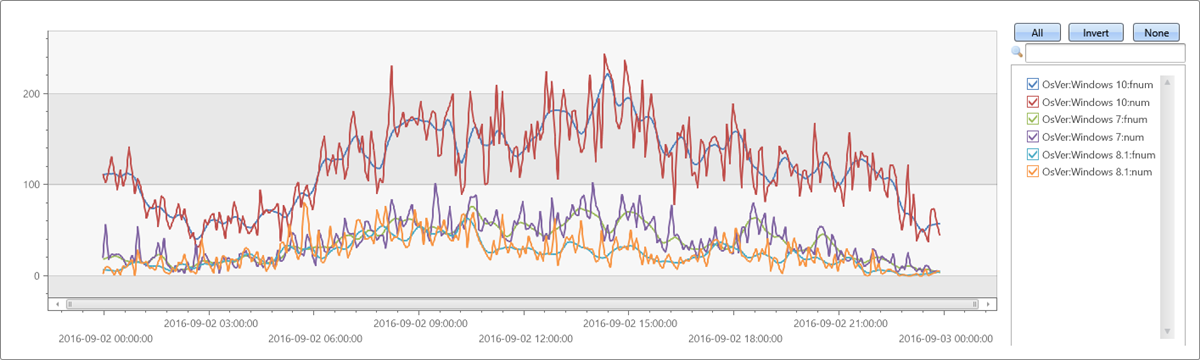 All Invert None
200
100
0
OsVer:Windows 10:fnum
OsVer:Windows 10:num
OsVer:Windows 7:fnum
OsVer:Windows 7:num
OsVer:Windows 8.1:fnum
OsVer:Windows 8.1:num
2016-09-02 03:00:00 2016-09-02 09:00:00 2016-09-02 15:00:00 2016-09-02 21:00:00
2016-09-02 00:00:00 2016-09-02 06:00:00 2016-09-02 12:00:00 2016-09-02 18:00:00 2016-09-03 00:00:00